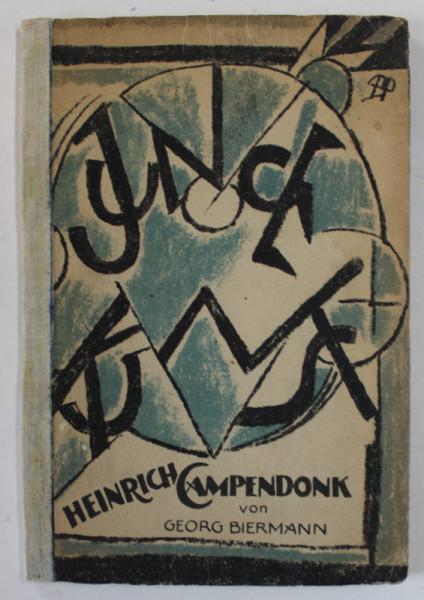 JUNGE
KUNST
HEINRICH CAMPENDONK
von
GEORG BIERMANN